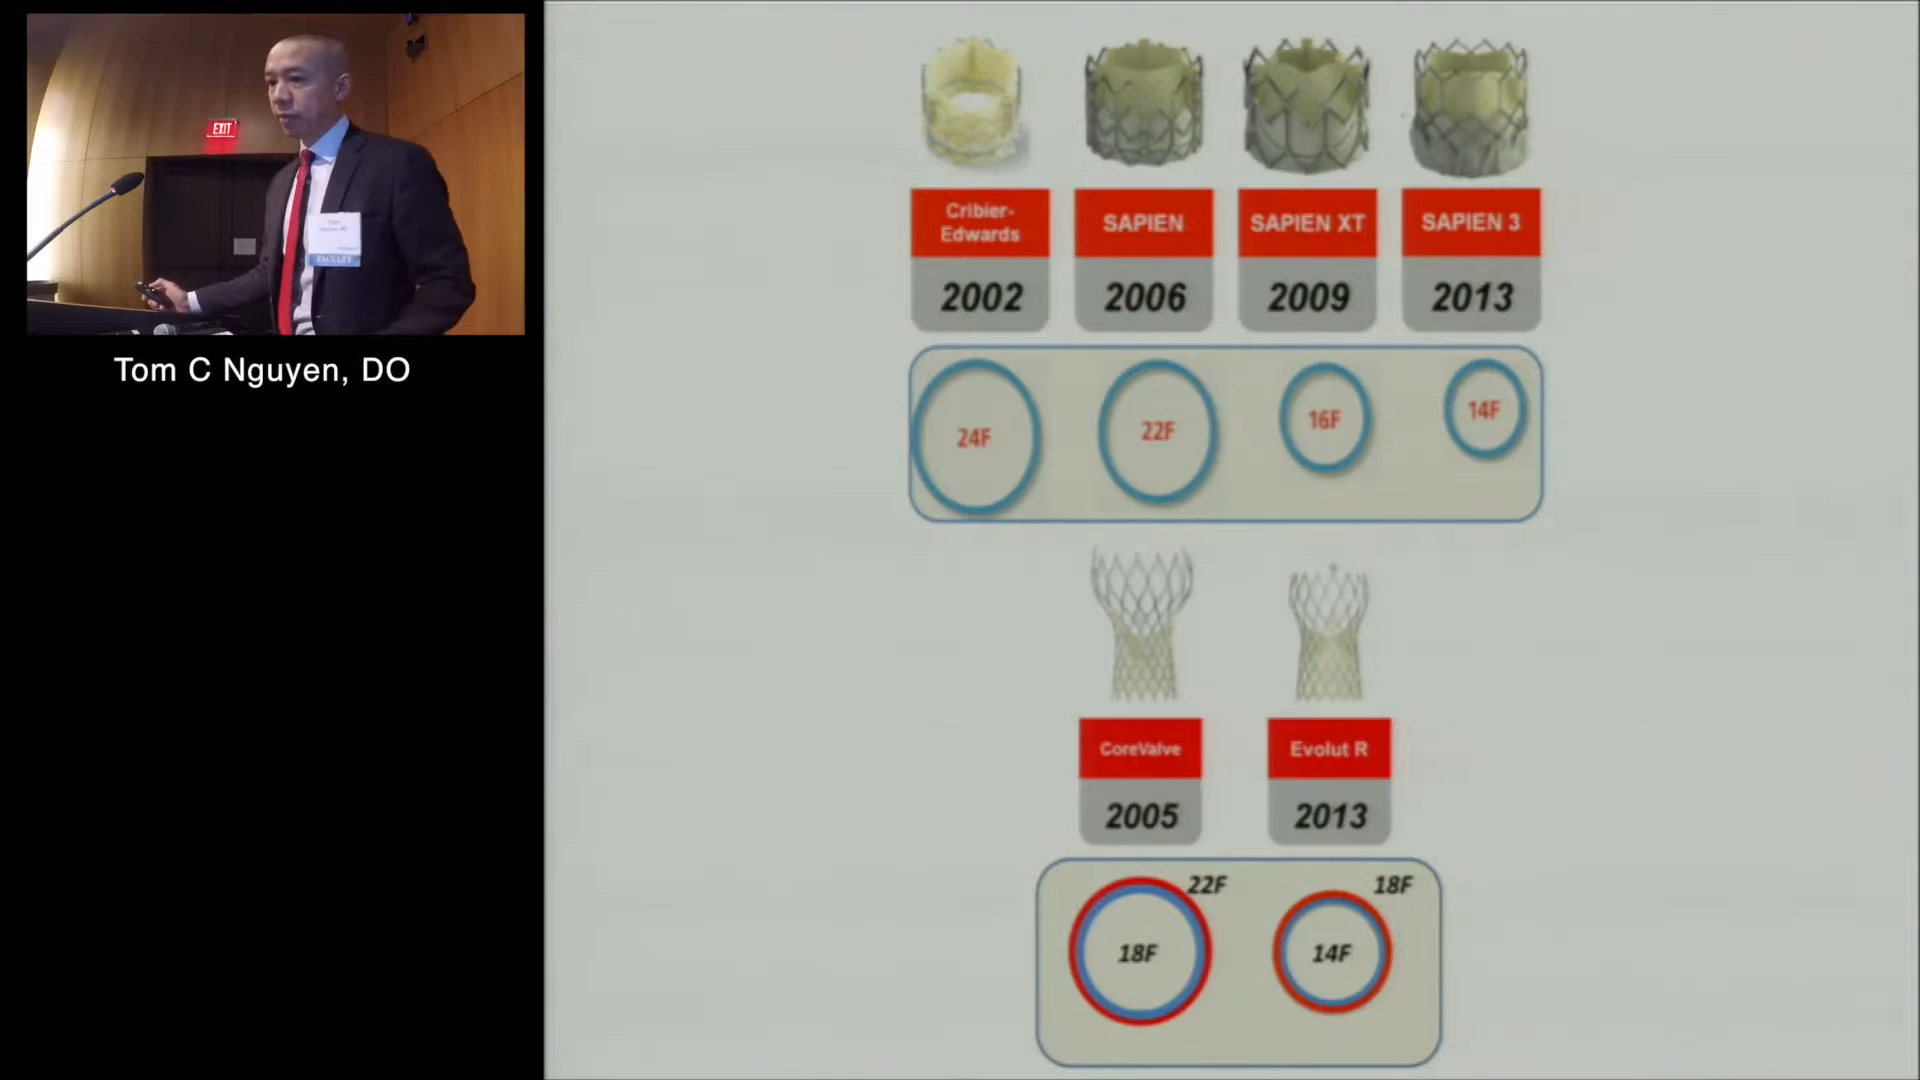 EXIT
FACULTY
Tom C Nguyen, DO
Cribier-
Edwards
SAPIEN
SAPIEN XT
SAPIEN 3
2002
2006
2009
2013
24F
22F
16F
14F
CoreValve
Evolut R
2005
2013
22F
18F
18F
14F